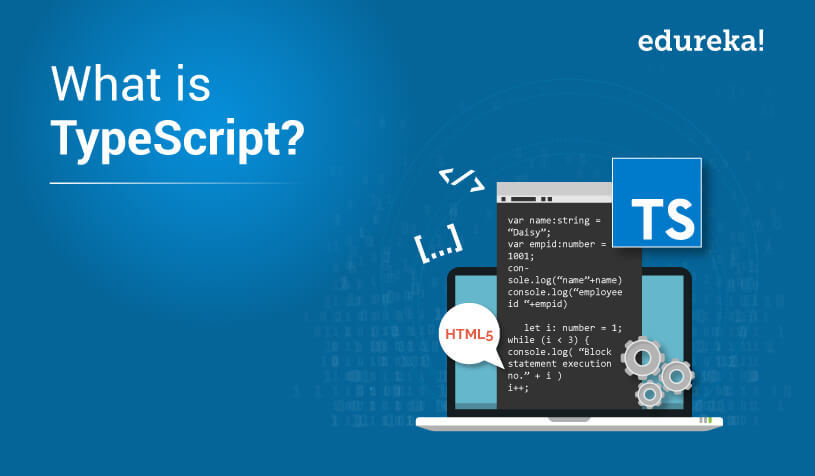 edureka!
What is
TypeScript?
</>
[....]
TS
var name:string =
“Daisy”;
var empid:number =
1001;
con-
sole.log(“name”+name)
console.log(“employee
id “+empid)
let i: number = 1;
while (i < 3) {
console.log( “Block
statement execution
no.” + i )
i++;
HTML5